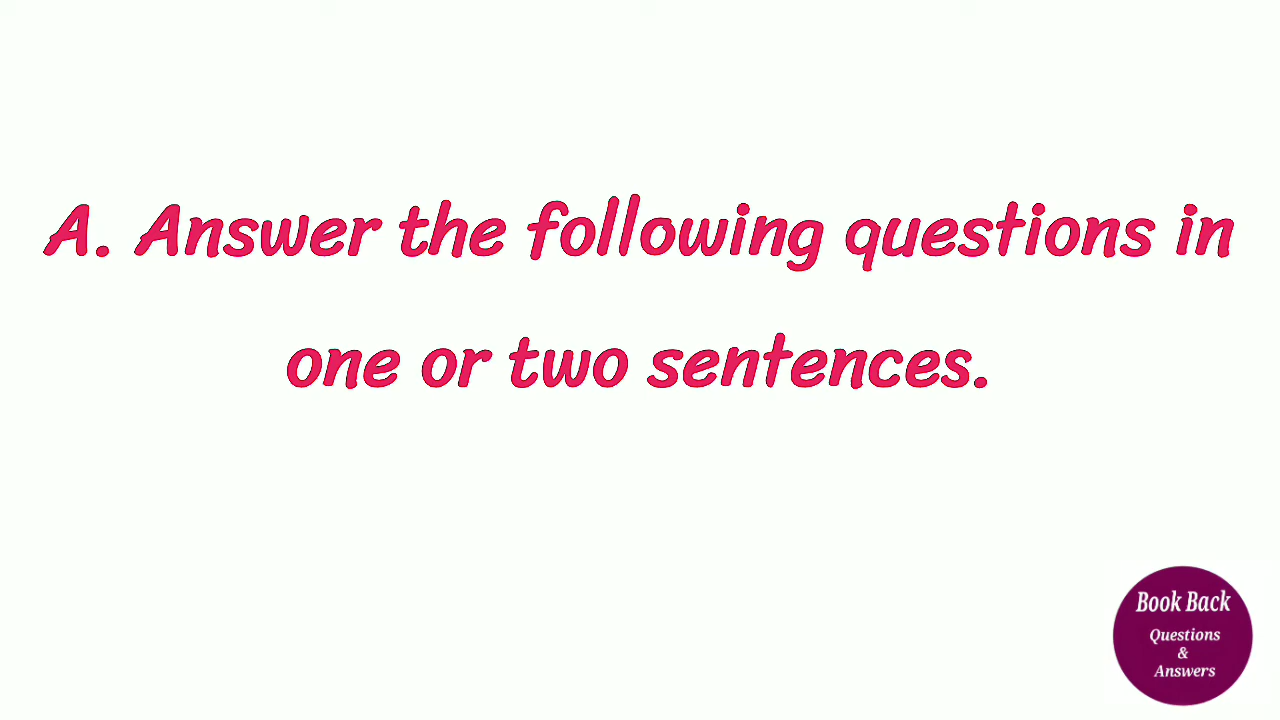 A. Answer the following questions in
one or two sentences.
Book Back
Questions
&
Answers